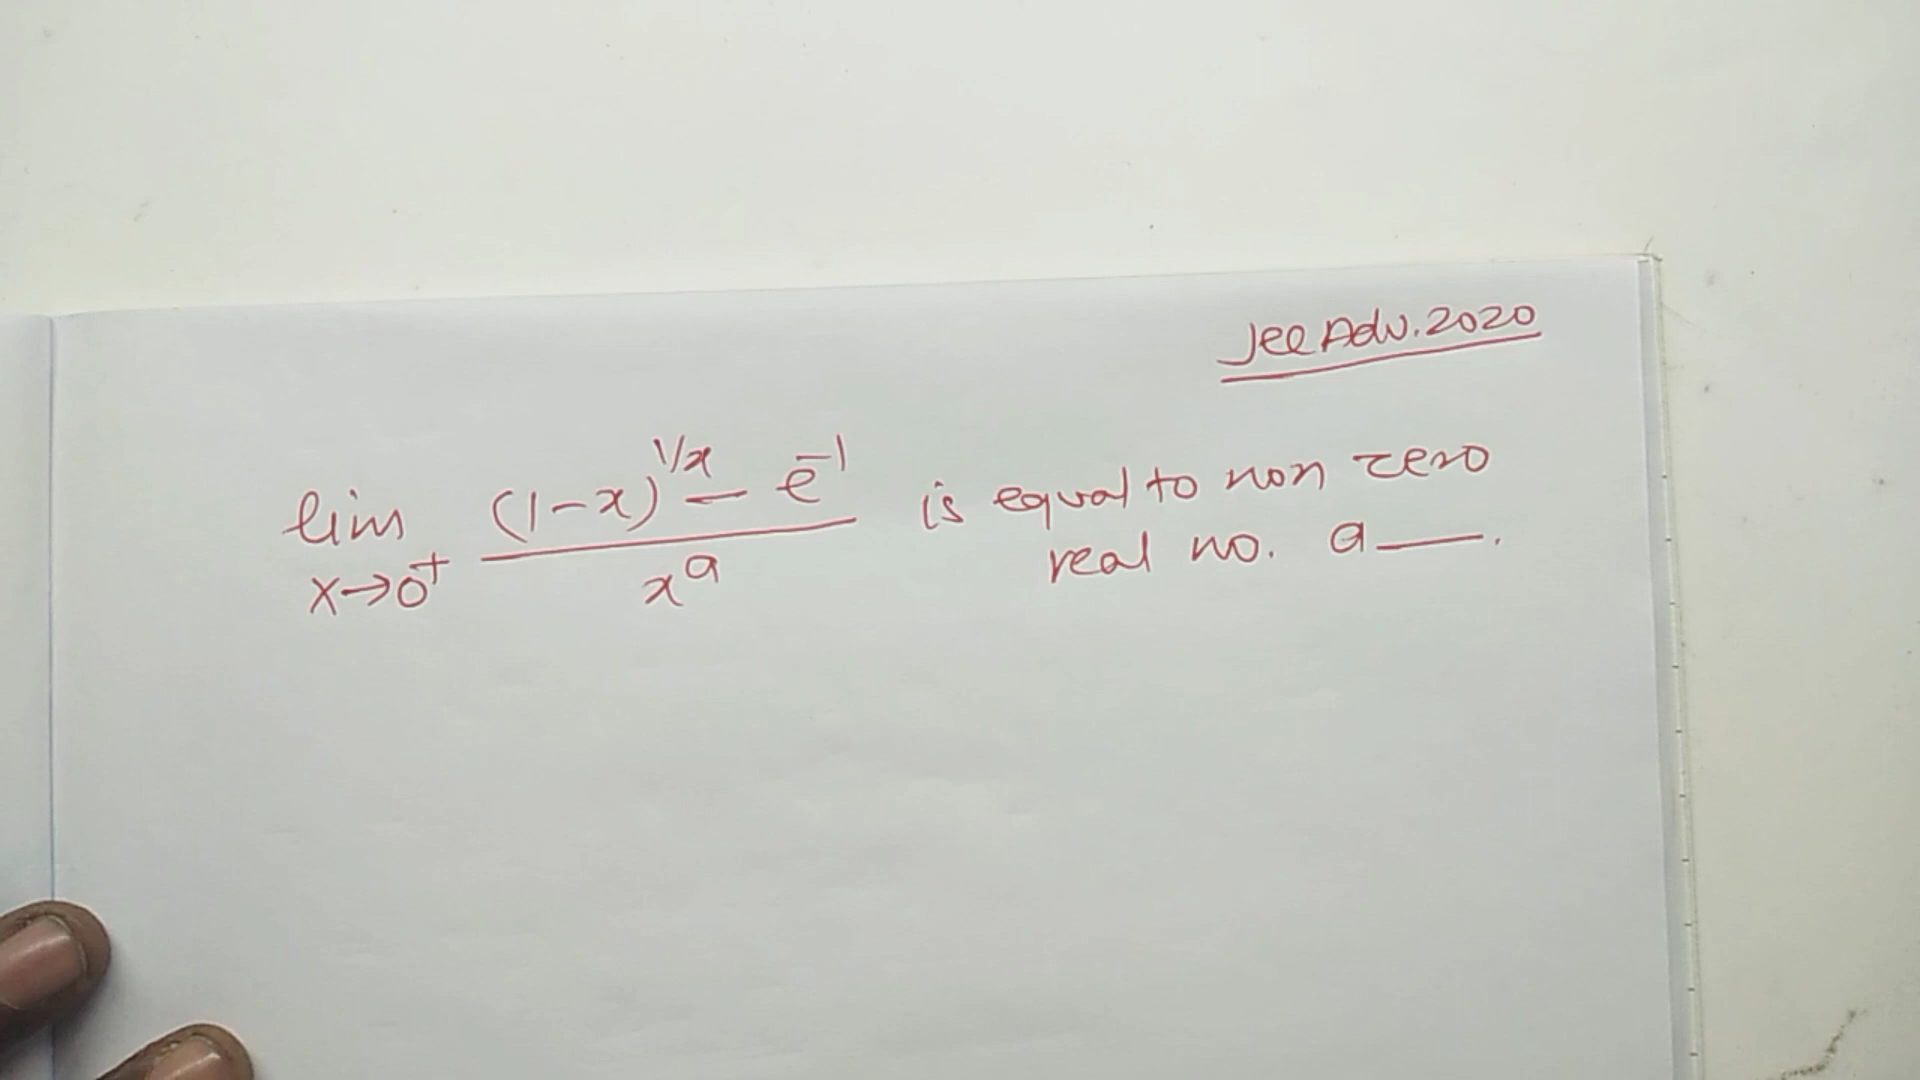 Jee Adv. 2020
lim x→0⁺ ((1-x)^(1/x) - e^(-1)) / x^a is equal to non zero
real no. a ___.